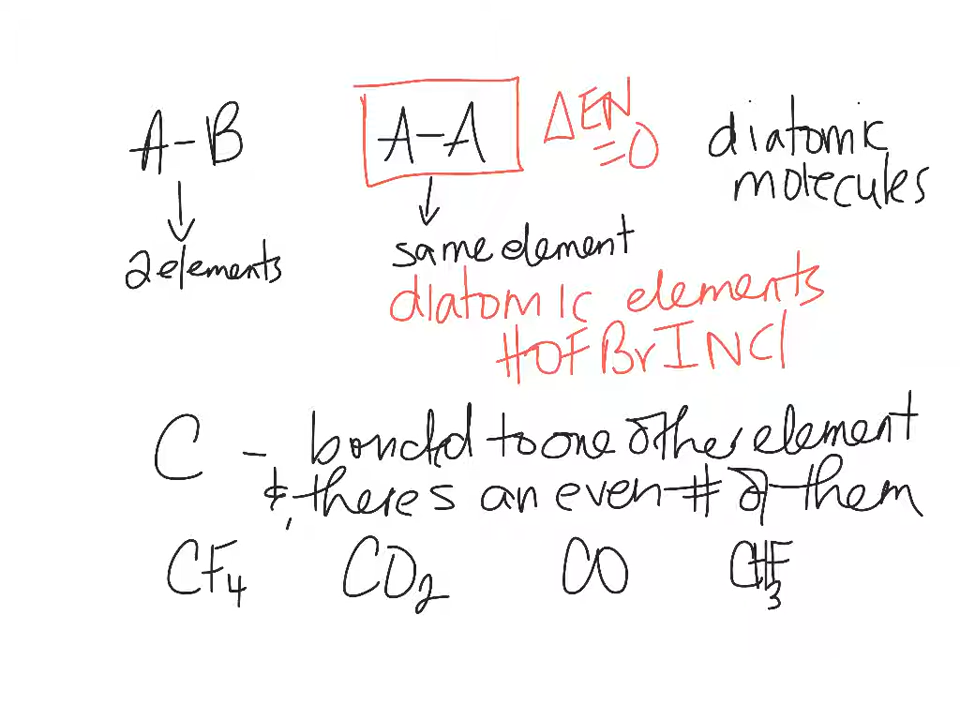 A-B A-A ΔEN diatomic
=0 molecules
2 elements same element
diatomic elements
HOFBrINCl
C - bonded to one other element
& there's an even # of them
CF4 CO2 CO CHF3